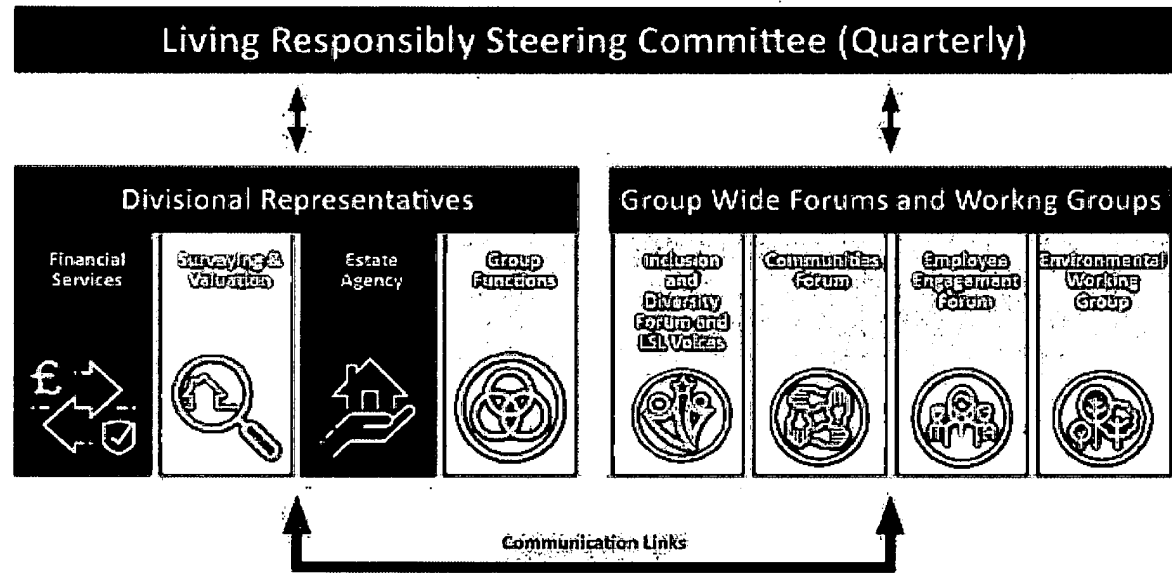 Living Responsibly Steering Committee (Quarterly)
Divisional Representatives
Financial
Services
Surveying &
Valuation
Estate
Agency
Group
Functions
£
Group Wide Forums and Workng Groups
Inclusion
and
Diversity
Forum and
LSL Voices
Communities
Forum
Employee
Engagement
Forum
Environmental
Working
Group
Communication Links